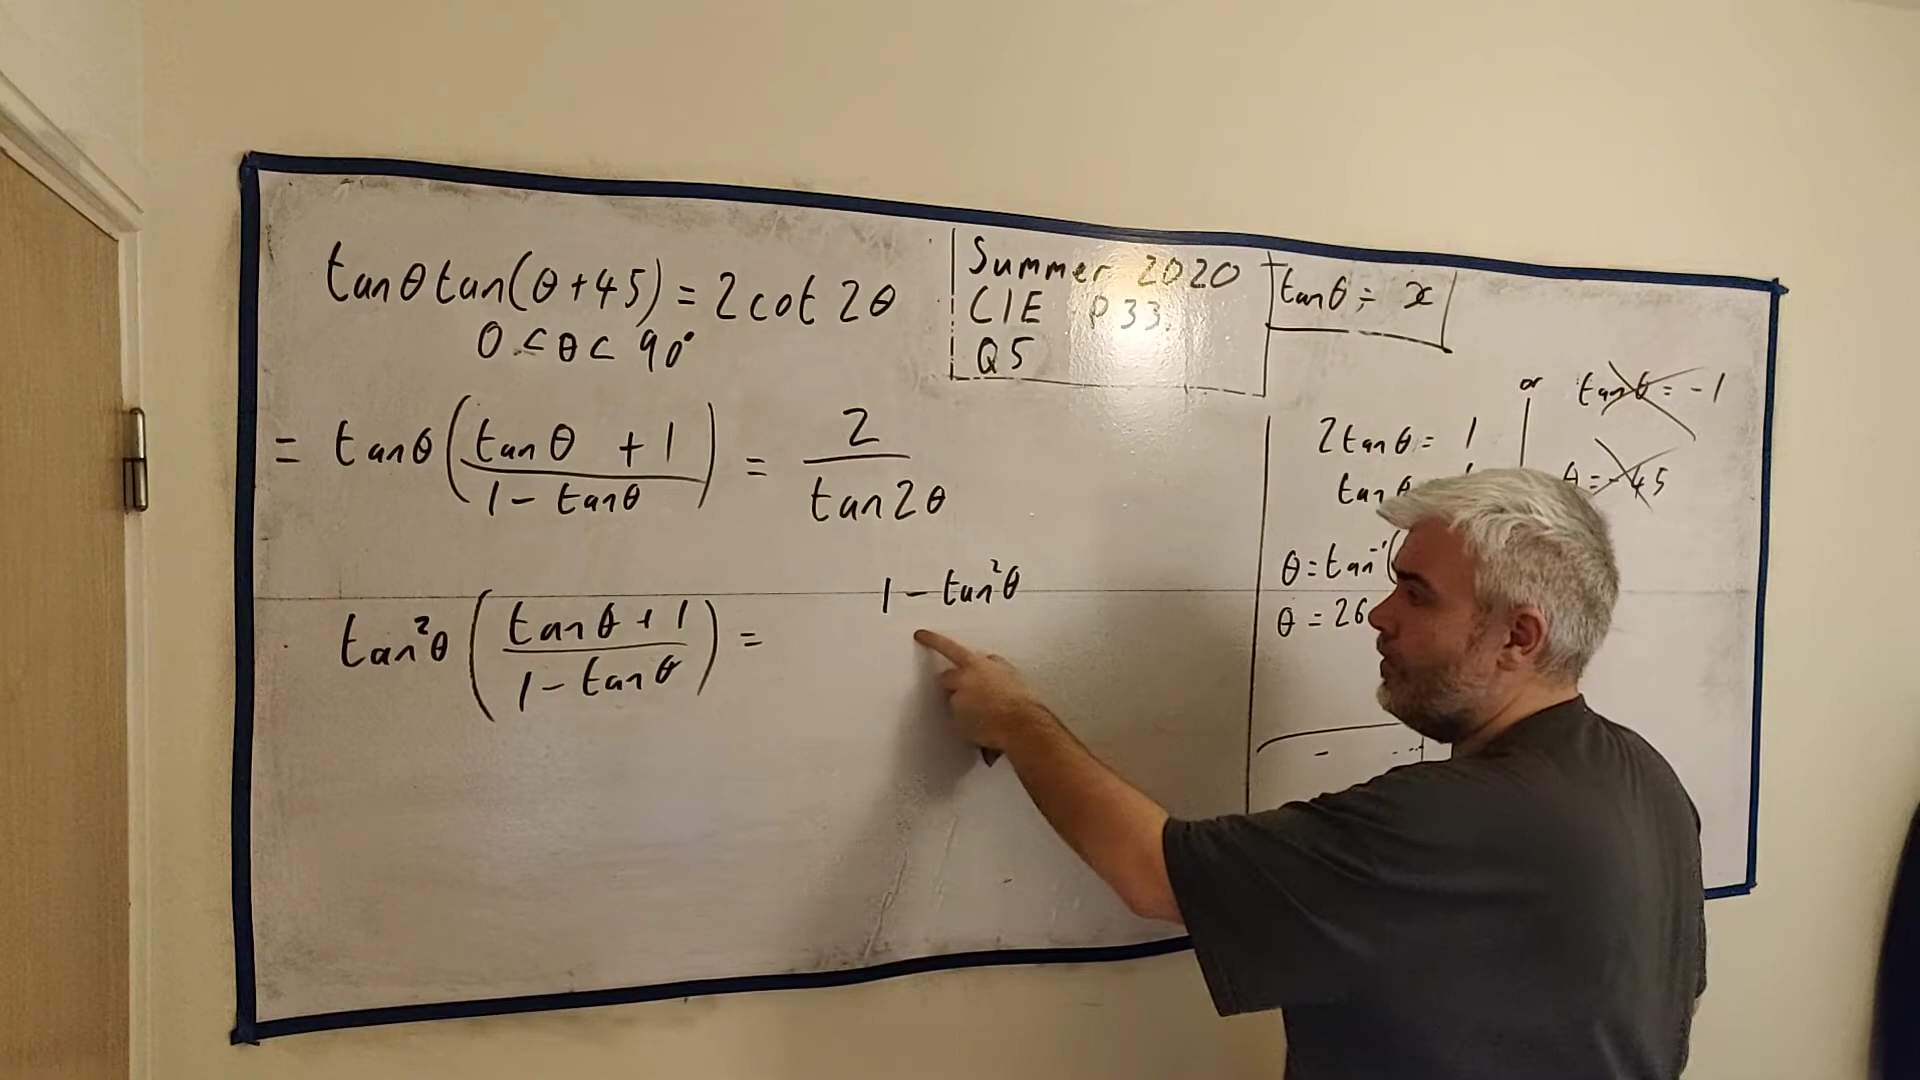 tanθtan(θ+45)=2cot 2θ
0<θ<90°
= tanθ(tanθ +1/1-tanθ) = 2/tan2θ
tan²θ(tanθ+1/1-tanθ) = 1-tan²θ
Summer 2020
CIE P33.
Q5
tanθ= x
or tanθ=-1
2tanθ= 1
tan
θ=-45
θ=tan⁻¹(
θ=26